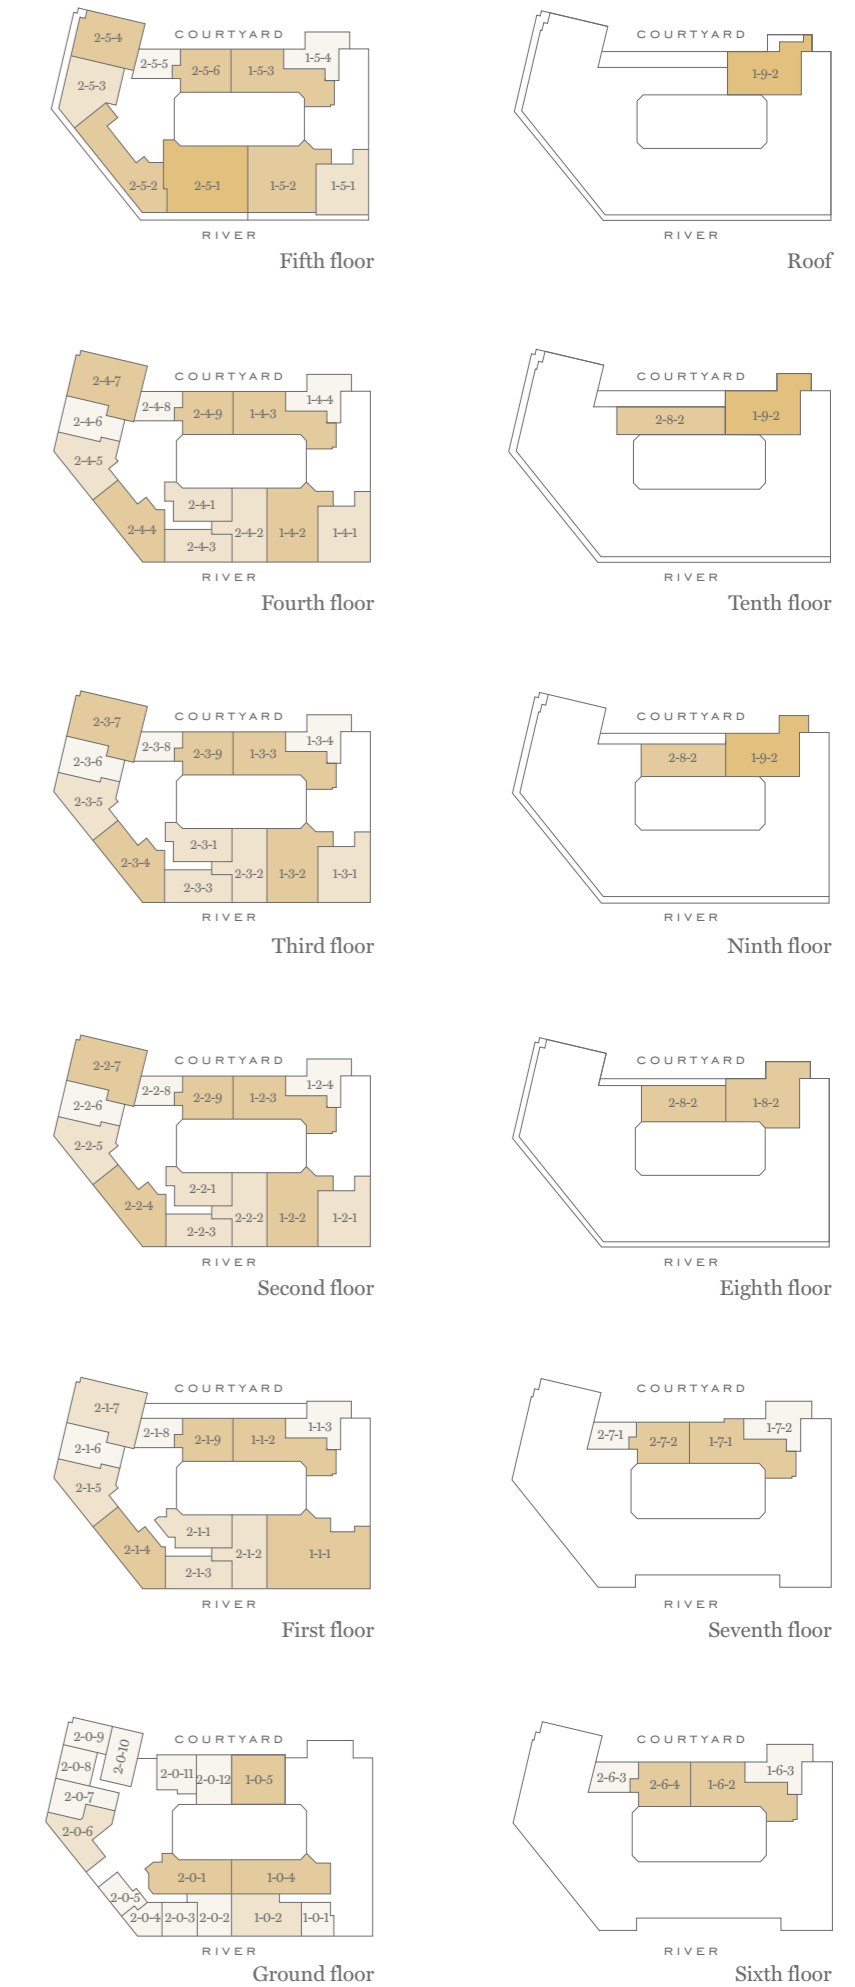 COURTYARD
2-5-4
2-5-5
2-5-6
1-5-3
1-5-4
2-5-3
2-5-2
2-5-1
1-5-2
1-5-1
RIVER
Fifth floor
COURTYARD
1-9-2
RIVER
Roof
COURTYARD
2-4-7
2-4-8
2-4-9
1-4-3
1-4-4
2-4-6
2-4-5
2-4-1
2-4-4
2-4-2
1-4-2
1-4-1
2-4-3
RIVER
Fourth floor
COURTYARD
2-8-2
1-9-2
RIVER
Tenth floor
COURTYARD
2-3-7
2-3-8
2-3-9
1-3-3
1-3-4
2-3-6
2-3-5
2-3-1
2-3-4
2-3-2
1-3-2
1-3-1
2-3-3
RIVER
Third floor
COURTYARD
2-8-2
1-9-2
RIVER
Ninth floor
COURTYARD
2-2-7
2-2-8
2-2-9
1-2-3
1-2-4
2-2-6
2-2-5
2-2-1
2-2-4
2-2-2
1-2-2
1-2-1
2-2-3
RIVER
Second floor
COURTYARD
2-8-2
1-8-2
RIVER
Eighth floor
COURTYARD
2-1-7
2-1-8
2-1-9
1-1-2
1-1-3
2-1-6
2-1-5
2-1-1
2-1-4
2-1-2
1-1-1
2-1-3
RIVER
First floor
COURTYARD
2-7-1
2-7-2
1-7-1
1-7-2
RIVER
Seventh floor
COURTYARD
2-0-9
2-0-10
2-0-8
2-0-11
2-0-12
1-0-5
2-0-7
2-0-6
2-0-1
1-0-4
2-0-5
2-0-4
2-0-3
2-0-2
1-0-2
1-0-1
RIVER
Ground floor
COURTYARD
2-6-3
2-6-4
1-6-2
1-6-3
RIVER
Sixth floor